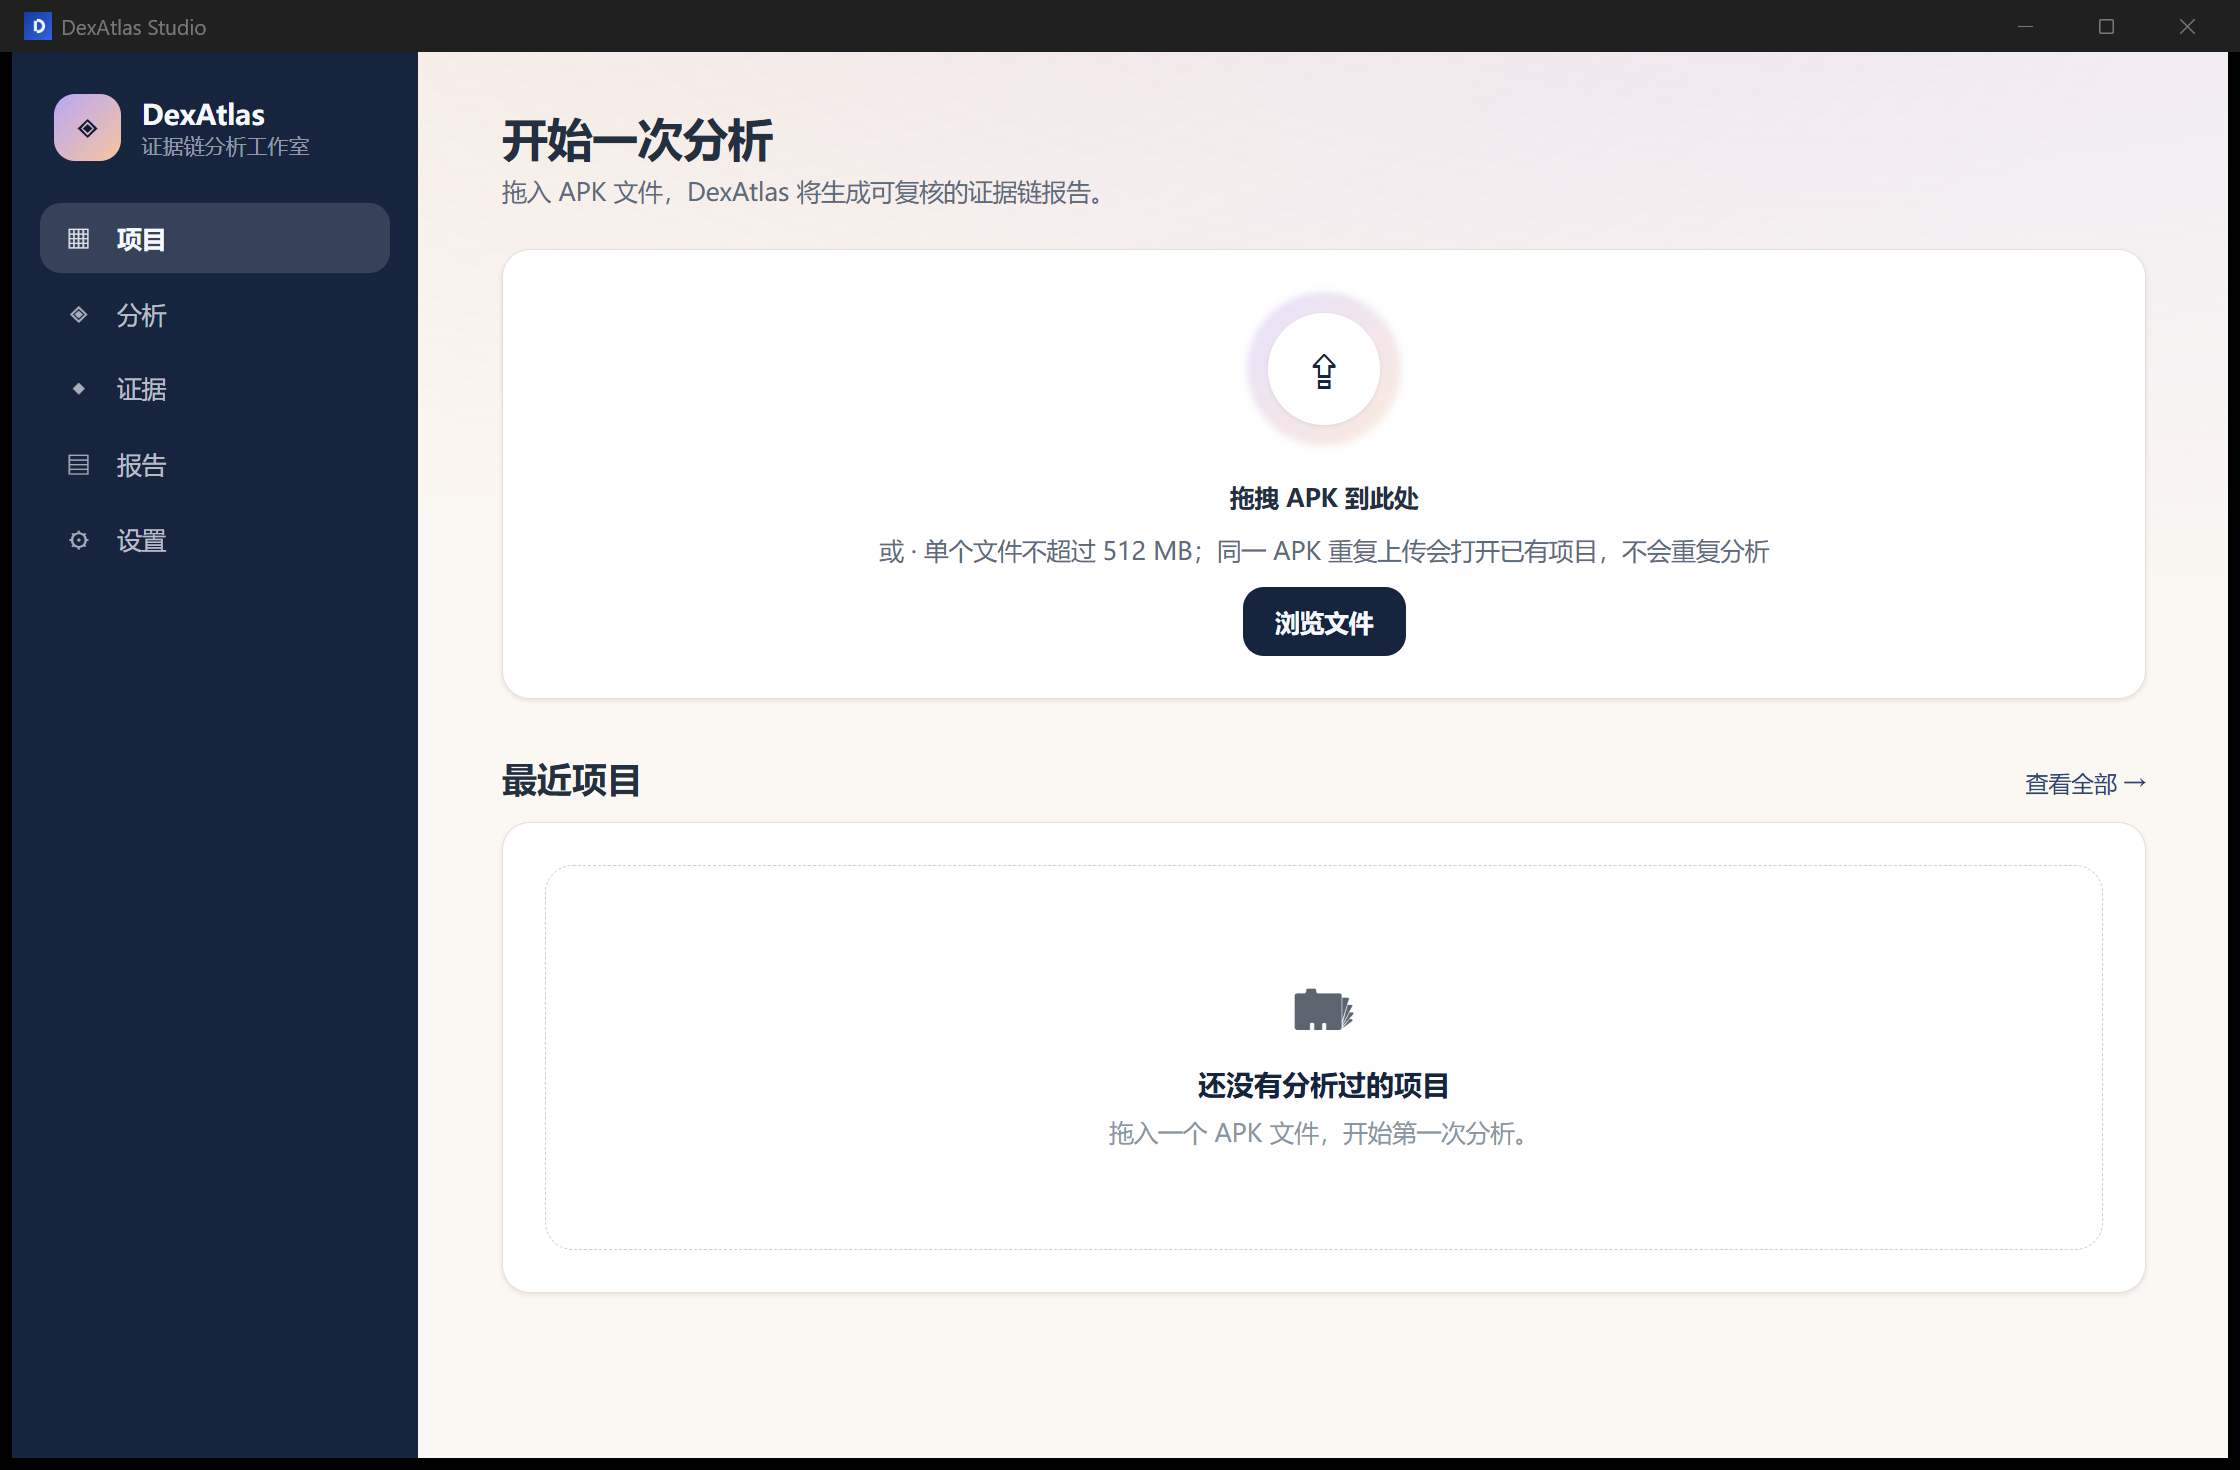 DexAtlas Studio
DexAtlas
证据链分析工作室
项目
分析
证据
报告
设置
开始一次分析
拖入 APK 文件，DexAtlas 将生成可复核的证据链报告。
拖拽 APK 到此处
或 · 单个文件不超过 512 MB；同一 APK 重复上传会打开已有项目，不会重复分析
浏览文件
最近项目
查看全部 →
还没有分析过的项目
拖入一个 APK 文件，开始第一次分析。